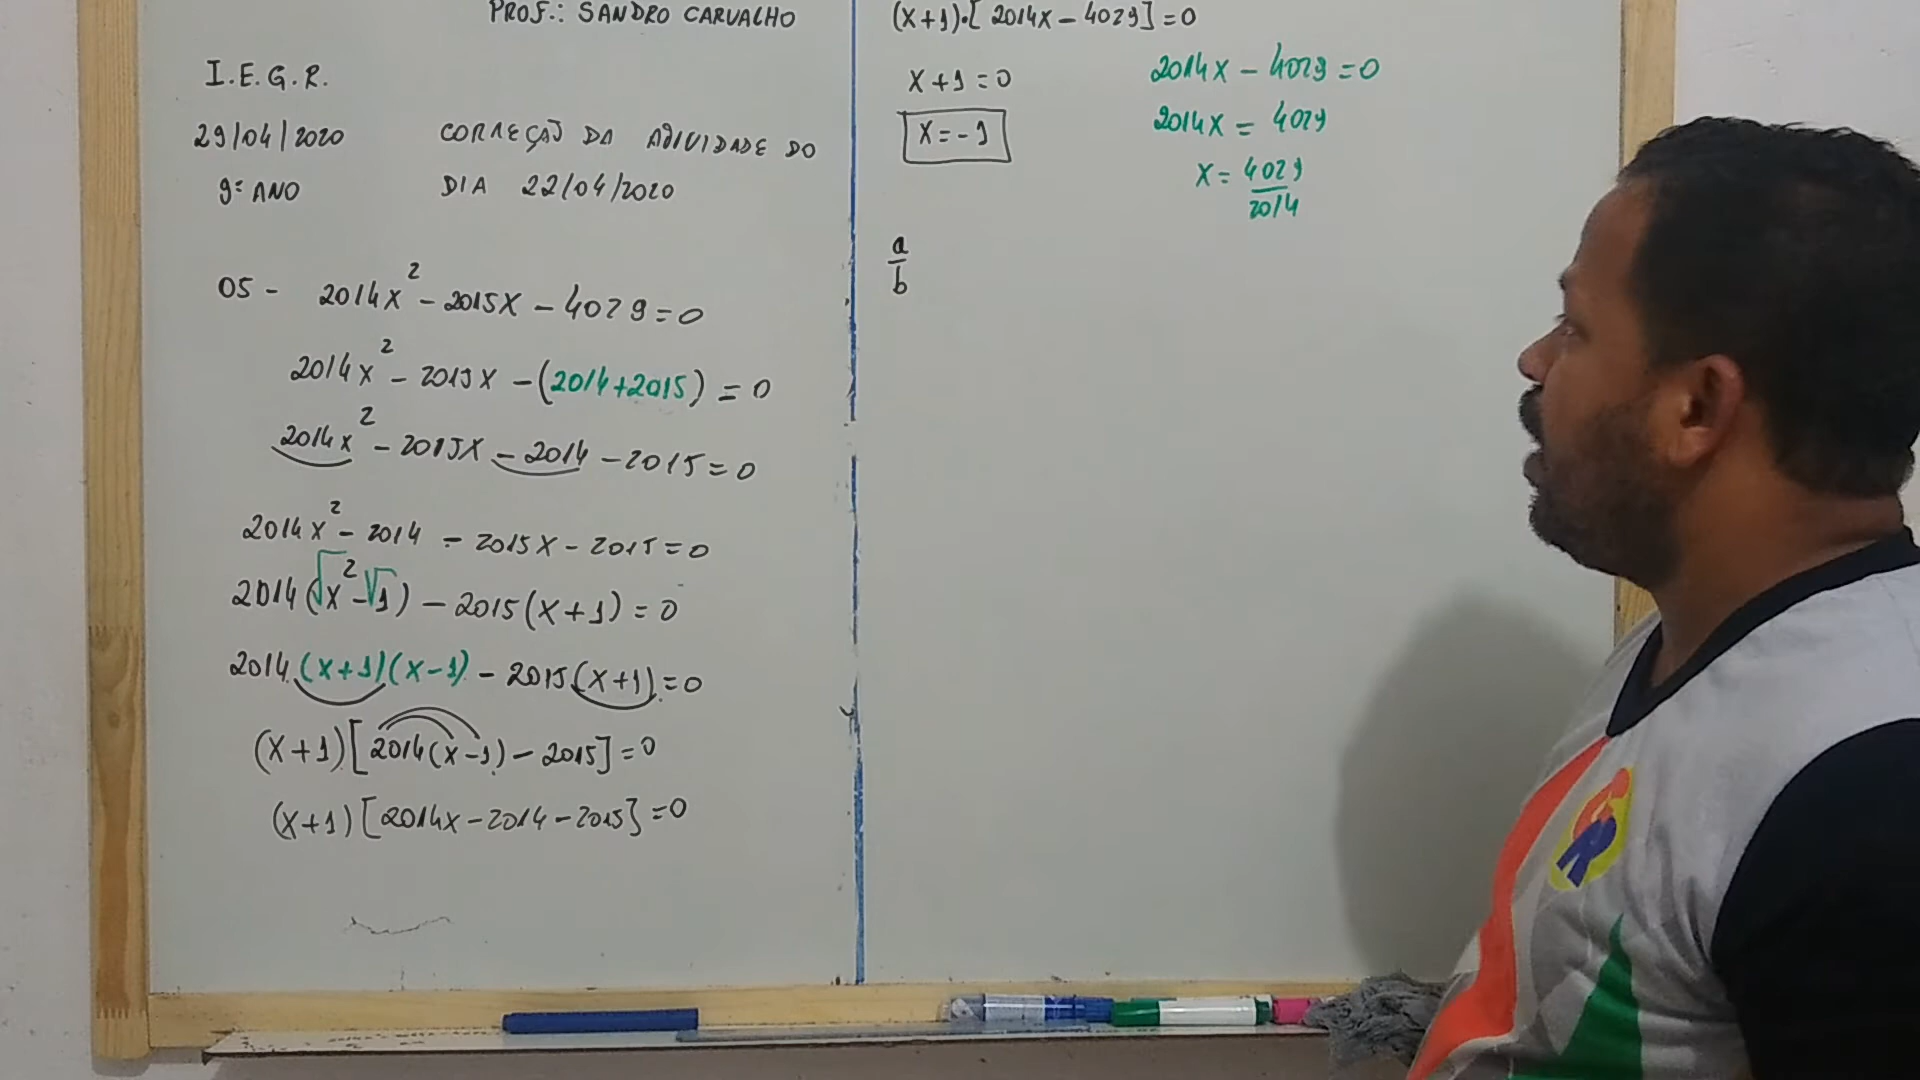 PROF.: SANDRO CARVALHO
I.E.G.R.
29/04/2020 CORREÇÃO DA ATIVIDADE DO
9º ANO DIA 22/04/2020
05 - 2014x² - 2015x - 4029 = 0
2014x² - 2015x - (2014+2015) = 0
2014x² - 2015x - 2014 - 2015 = 0
2014x² - 2014 - 2015x - 2015 = 0
2014(√x² - √1) - 2015(x+1) = 0
2014.(x+1)(x-1) - 2015(x+1) = 0
(x+1)[2014(x-1) - 2015] = 0
(x+1)[2014x - 2014 - 2015] = 0
(x+1)·[2014x - 4029] = 0
x+1 = 0
x = -1
2014x - 4029 = 0
2014x = 4029
x = 4029/2014
a/b
R